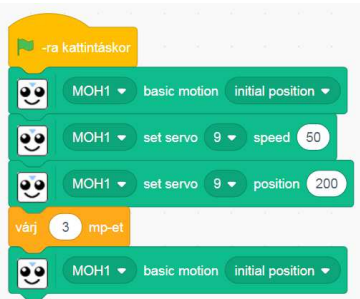 -ra kattintáskor
MOH1 basic motion initial position
MOH1 set servo 9 speed 50
MOH1 set servo 9 position 200
várj 3 mp-et
MOH1 basic motion initial position